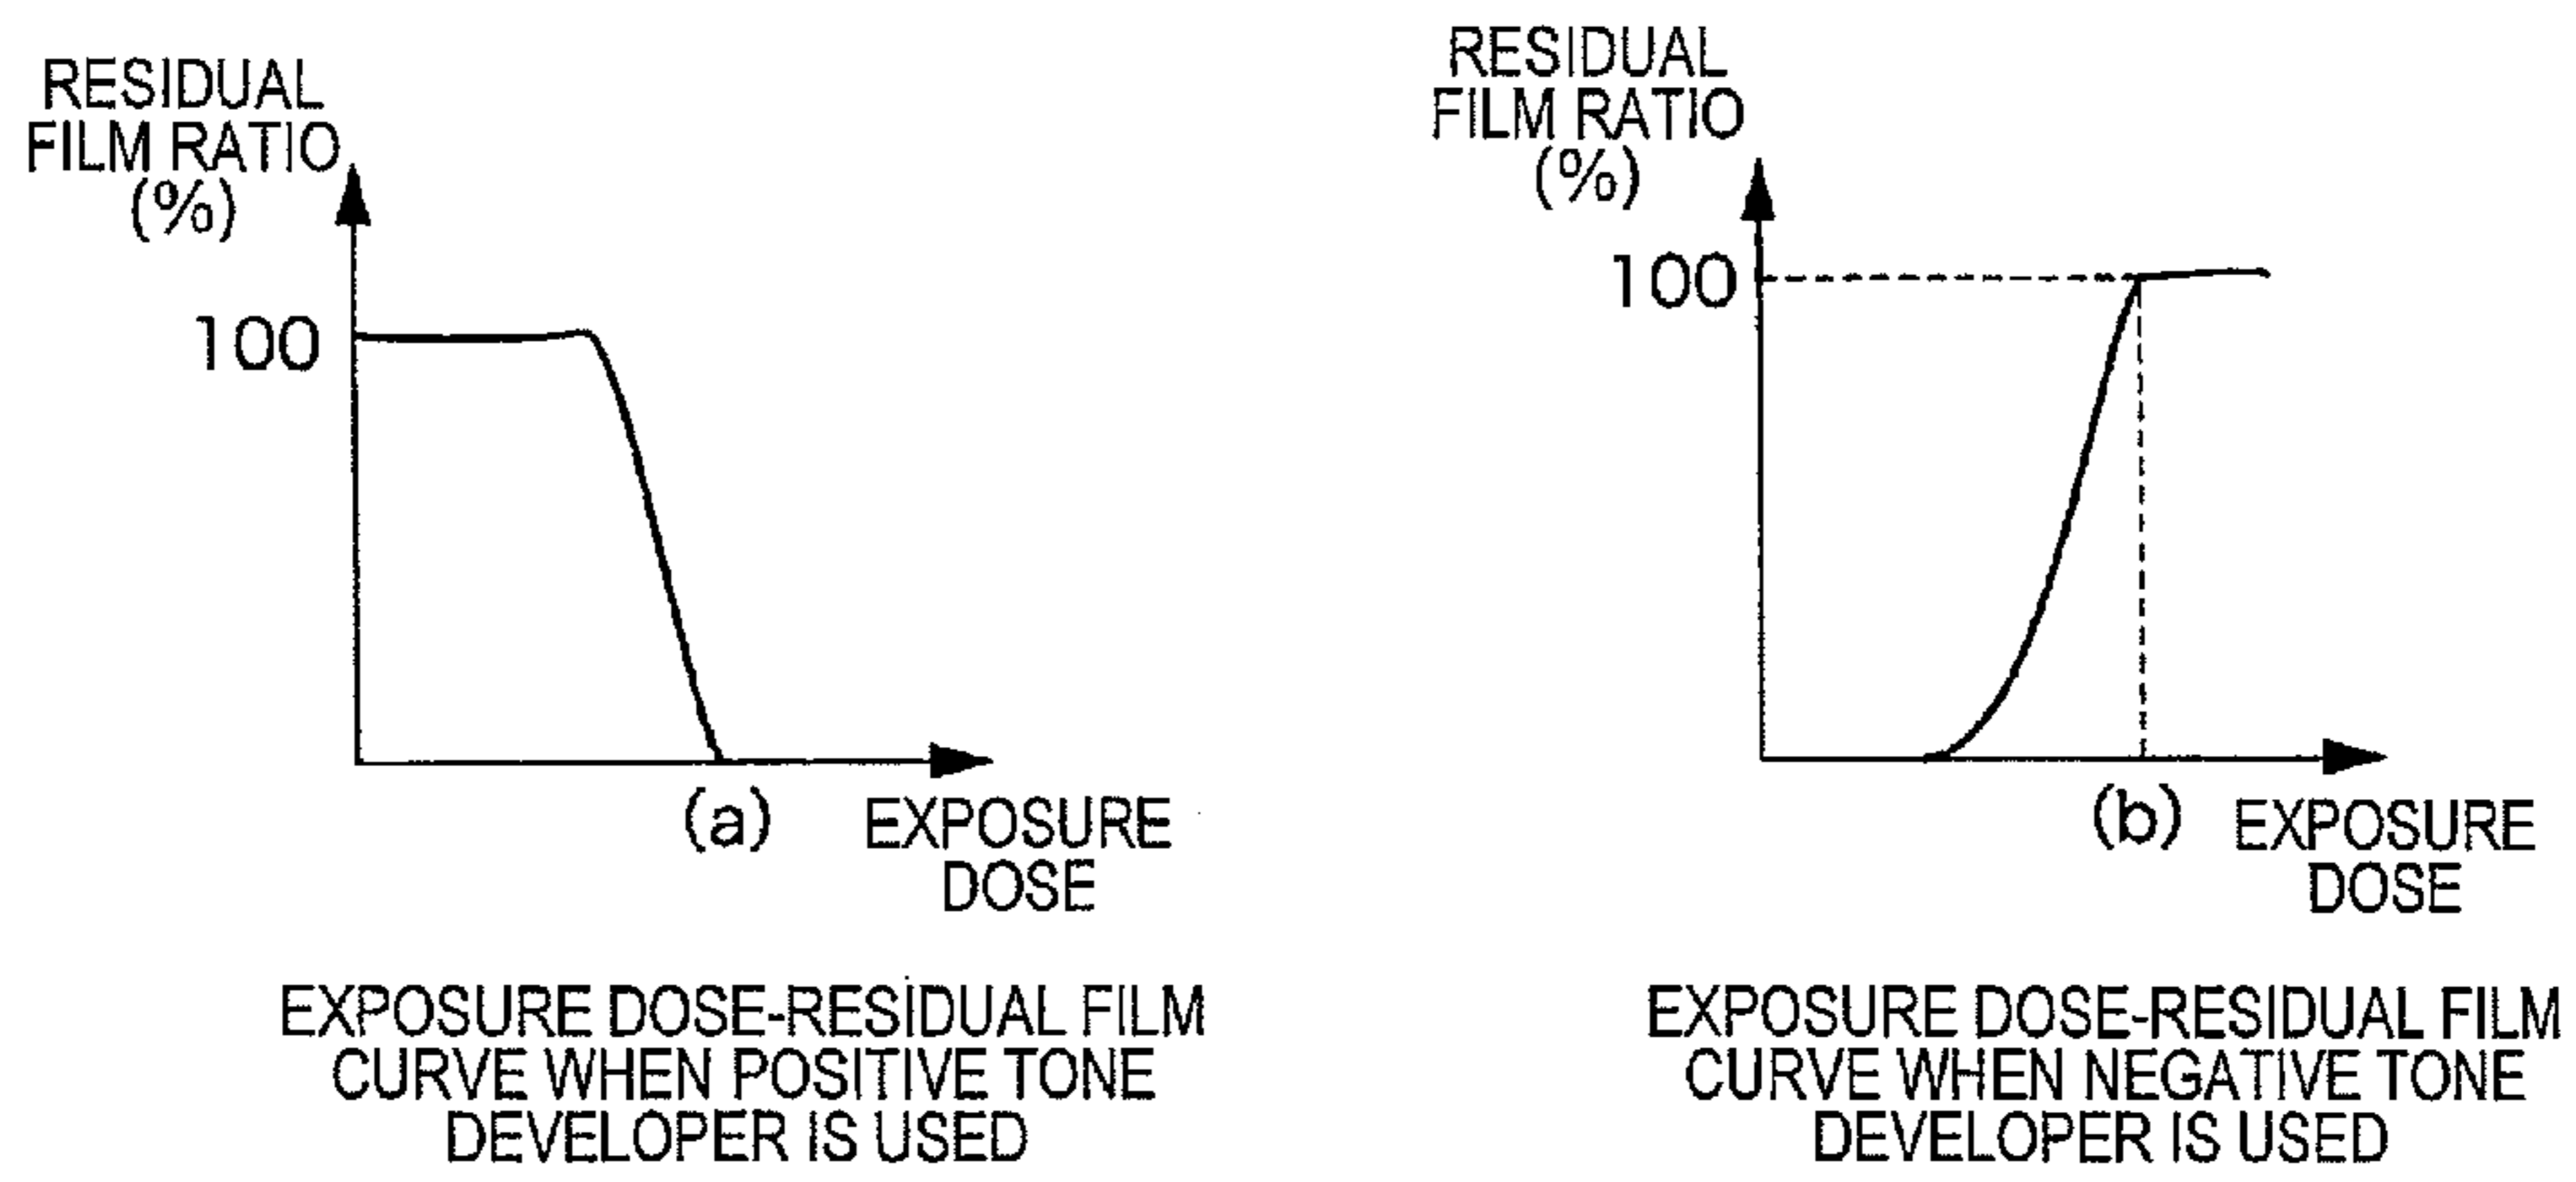 RESIDUAL
FILM RATIO
(%)
100
(a)
EXPOSURE
DOSE
EXPOSURE DOSE-RESIDUAL FILM
CURVE WHEN POSITIVE TONE
DEVELOPER IS USED
RESIDUAL
FILM RATIO
(%)
100
(b)
EXPOSURE
DOSE
EXPOSURE DOSE-RESIDUAL FILM
CURVE WHEN NEGATIVE TONE
DEVELOPER IS USED